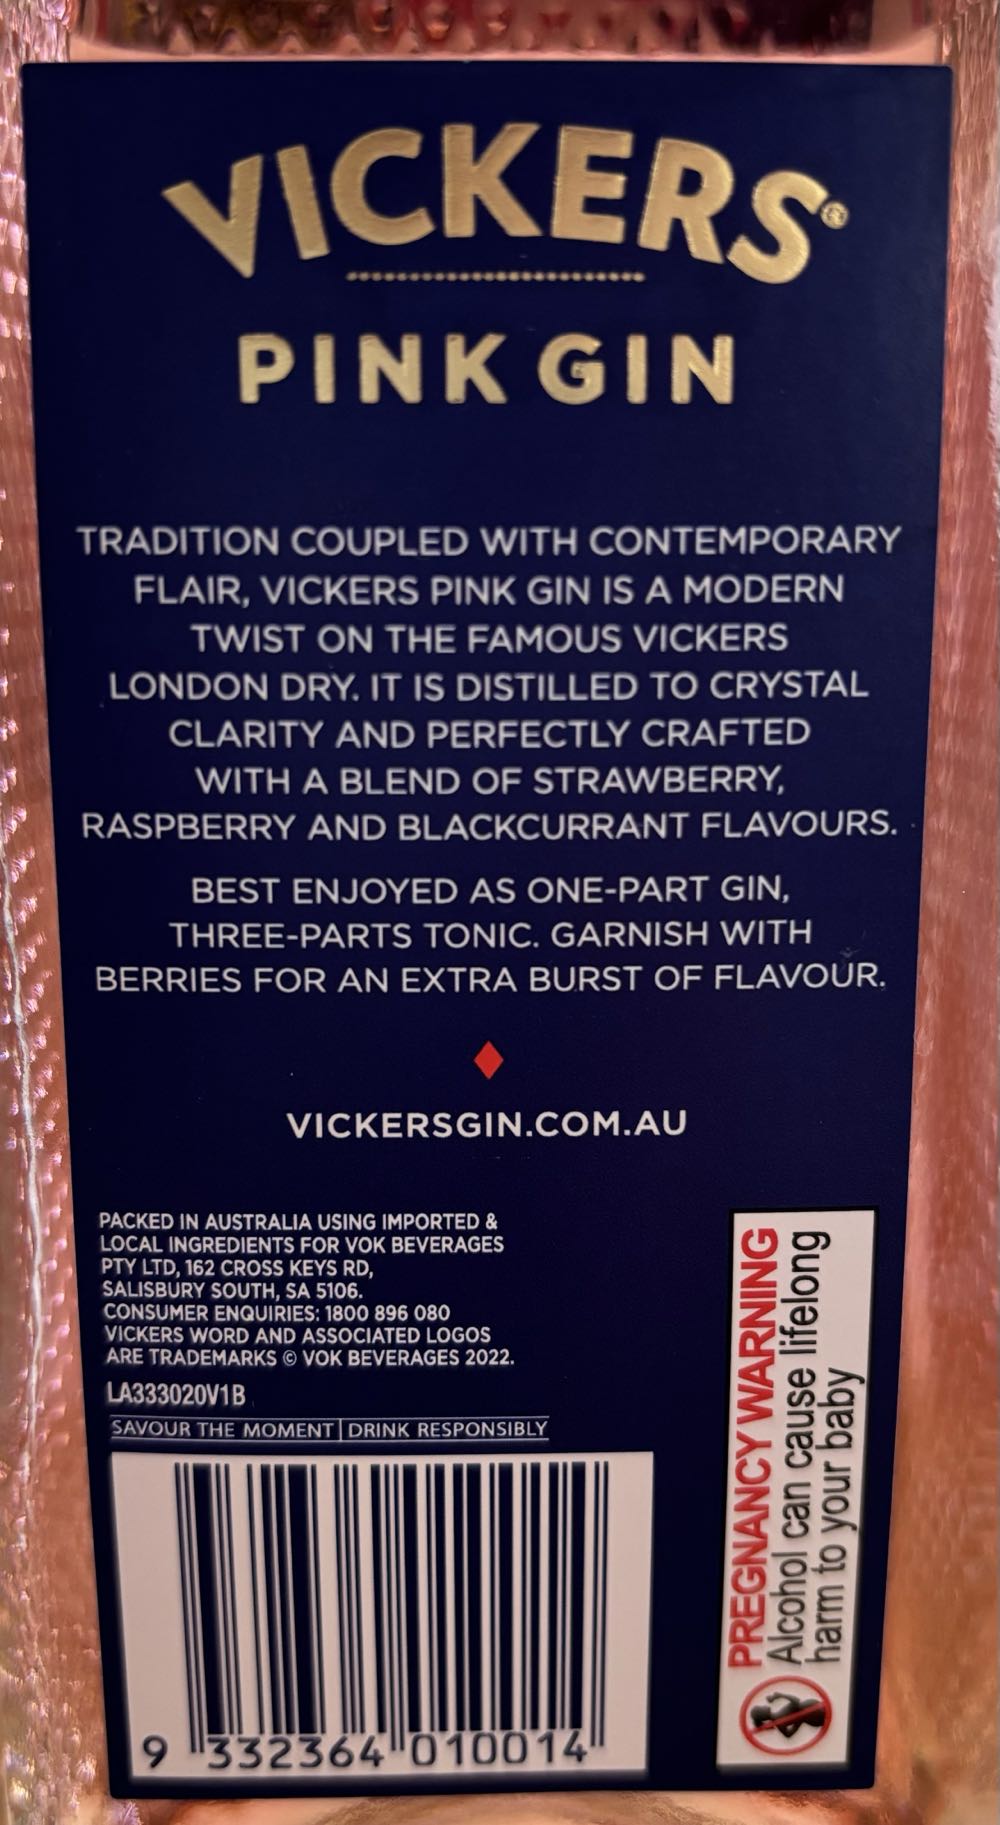 VICKERS®
PINK GIN
TRADITION COUPLED WITH CONTEMPORARY
FLAIR, VICKERS PINK GIN IS A MODERN
TWIST ON THE FAMOUS VICKERS
LONDON DRY. IT IS DISTILLED TO CRYSTAL
CLARITY AND PERFECTLY CRAFTED
WITH A BLEND OF STRAWBERRY,
RASPBERRY AND BLACKCURRANT FLAVOURS.
BEST ENJOYED AS ONE-PART GIN,
THREE-PARTS TONIC. GARNISH WITH
BERRIES FOR AN EXTRA BURST OF FLAVOUR.
VICKERSGIN.COM.AU
PACKED IN AUSTRALIA USING IMPORTED &
LOCAL INGREDIENTS FOR VOK BEVERAGES
PTY LTD, 162 CROSS KEYS RD,
SALISBURY SOUTH, SA 5106.
CONSUMER ENQUIRIES: 1800 896 080
VICKERS WORD AND ASSOCIATED LOGOS
ARE TRADEMARKS © VOK BEVERAGES 2022.
LA333020V1B
SAVOUR THE MOMENT | DRINK RESPONSIBLY
9 332364 010014
PREGNANCY WARNING
Alcohol can cause lifelong
harm to your baby